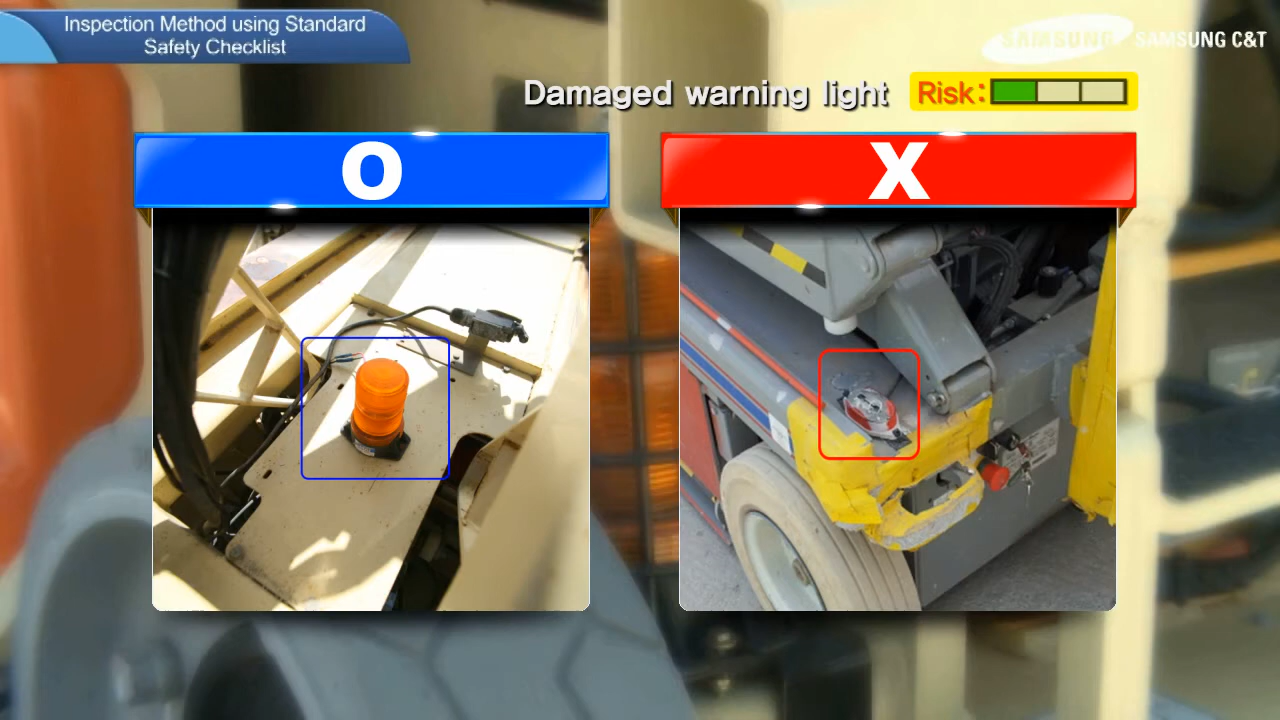 Inspection Method using Standard
Safety Checklist
SAMSUNG SAMSUNG C&T
Damaged warning light Risk:
O X